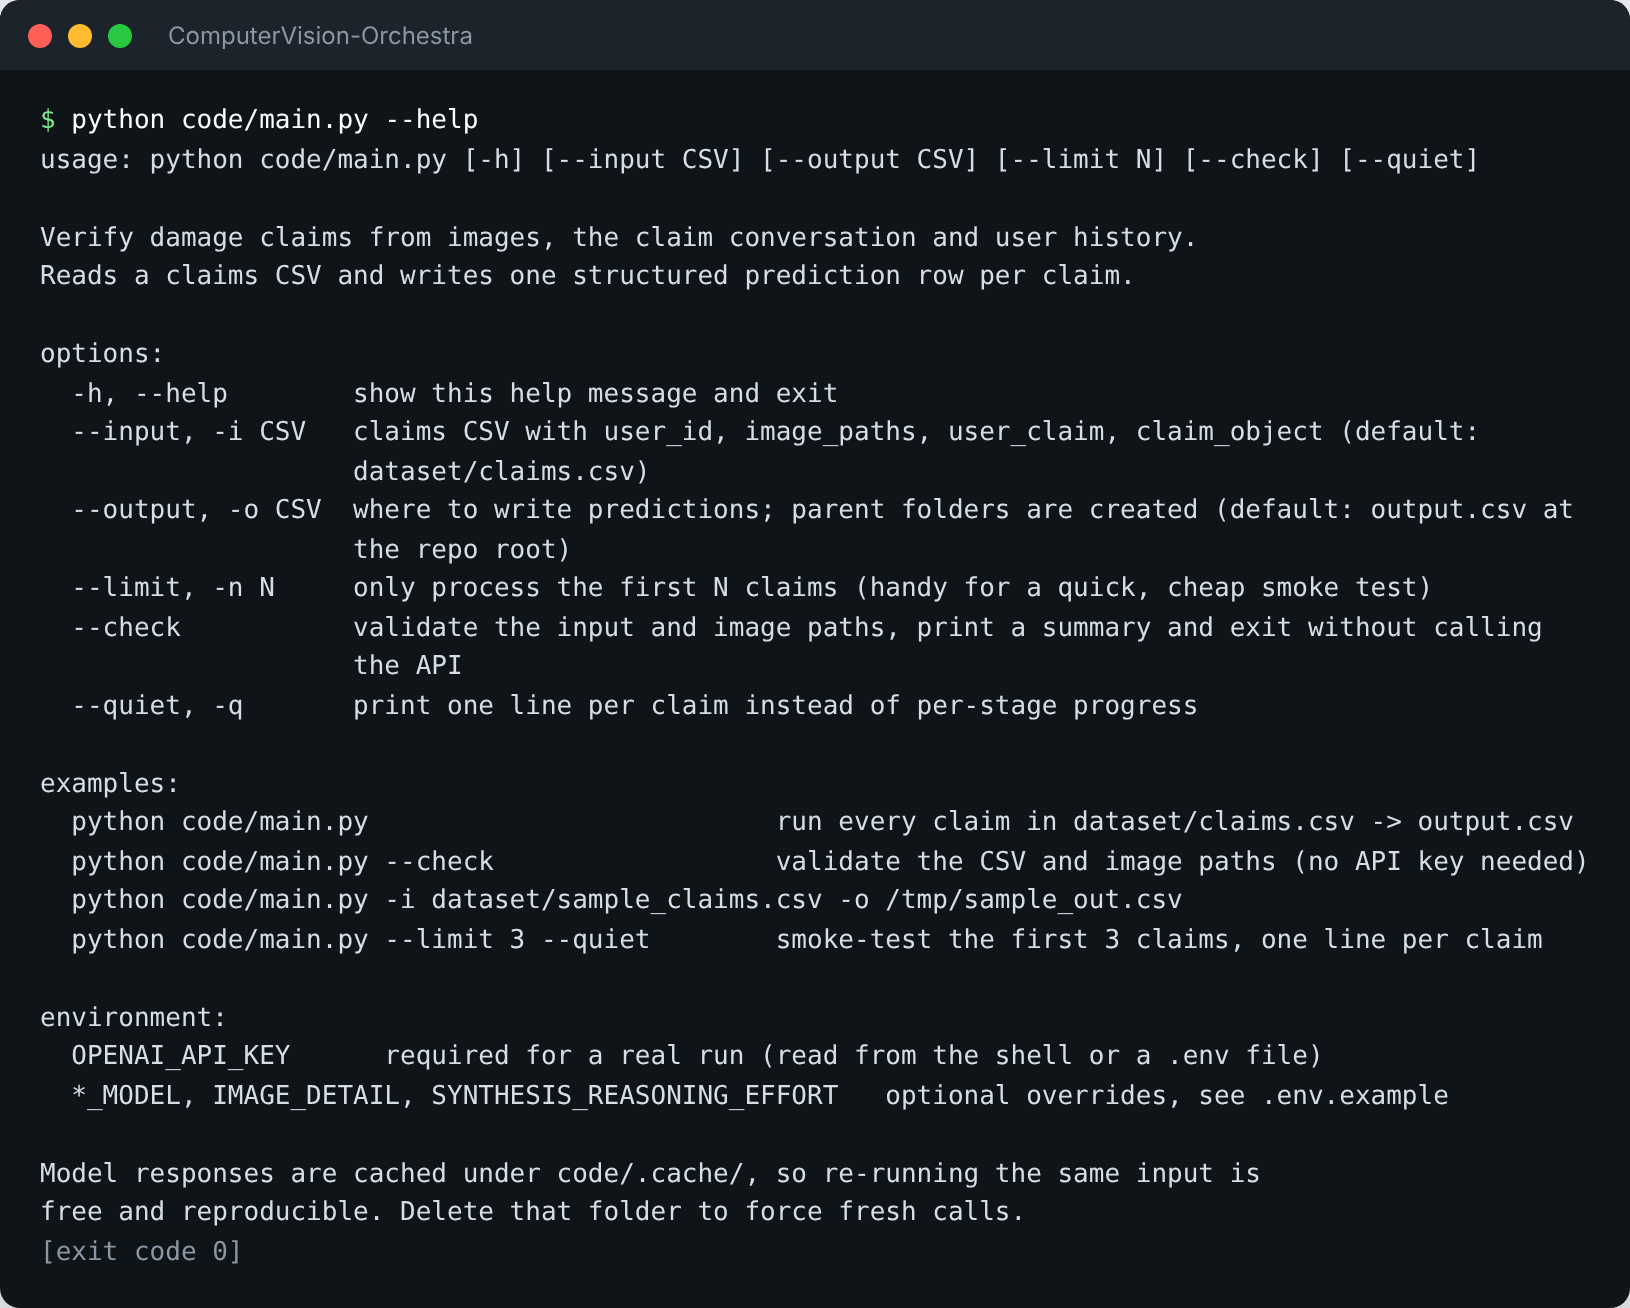 ComputerVision-Orchestra
$ python code/main.py --help
usage: python code/main.py [-h] [--input CSV] [--output CSV] [--limit N] [--check] [--quiet]
Verify damage claims from images, the claim conversation and user history.
Reads a claims CSV and writes one structured prediction row per claim.
options:
  -h, --help        show this help message and exit
  --input, -i CSV   claims CSV with user_id, image_paths, user_claim, claim_object (default:
                    dataset/claims.csv)
  --output, -o CSV  where to write predictions; parent folders are created (default: output.csv at
                    the repo root)
  --limit, -n N     only process the first N claims (handy for a quick, cheap smoke test)
  --check           validate the input and image paths, print a summary and exit without calling
                    the API
  --quiet, -q       print one line per claim instead of per-stage progress
examples:
  python code/main.py                          run every claim in dataset/claims.csv -> output.csv
  python code/main.py --check                  validate the CSV and image paths (no API key needed)
  python code/main.py -i dataset/sample_claims.csv -o /tmp/sample_out.csv
  python code/main.py --limit 3 --quiet        smoke-test the first 3 claims, one line per claim
environment:
  OPENAI_API_KEY      required for a real run (read from the shell or a .env file)
  *_MODEL, IMAGE_DETAIL, SYNTHESIS_REASONING_EFFORT   optional overrides, see .env.example
Model responses are cached under code/.cache/, so re-running the same input is
free and reproducible. Delete that folder to force fresh calls.
[exit code 0]